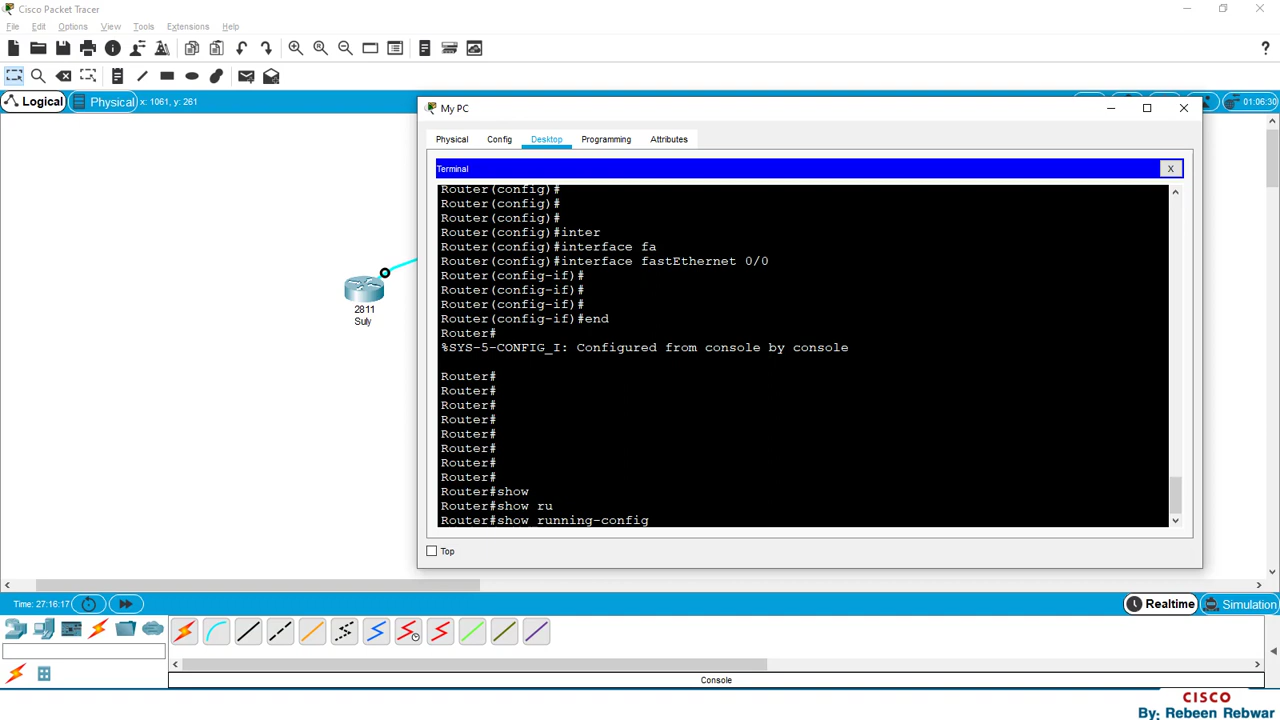 Cisco Packet Tracer
File Edit Options View Tools Extensions Help
Logical Physical x: 1061, y: 261 01:06:30
My PC
Physical Config Desktop Programming Attributes
Terminal X
Router(config)#
Router(config)#
Router(config)#
Router(config)#inter
Router(config)#interface fa
Router(config)#interface fastEthernet 0/0
Router(config-if)#
Router(config-if)#
Router(config-if)#
Router(config-if)#end
Router#
%SYS-5-CONFIG_I: Configured from console by console
Router#
Router#
Router#
Router#
Router#
Router#
Router#
Router#
Router#show
Router#show ru
Router#show running-config
2811
Suly
Top
Time: 27:16:17 Realtime Simulation
Console
CISCO
By: Rebeen Rebwar